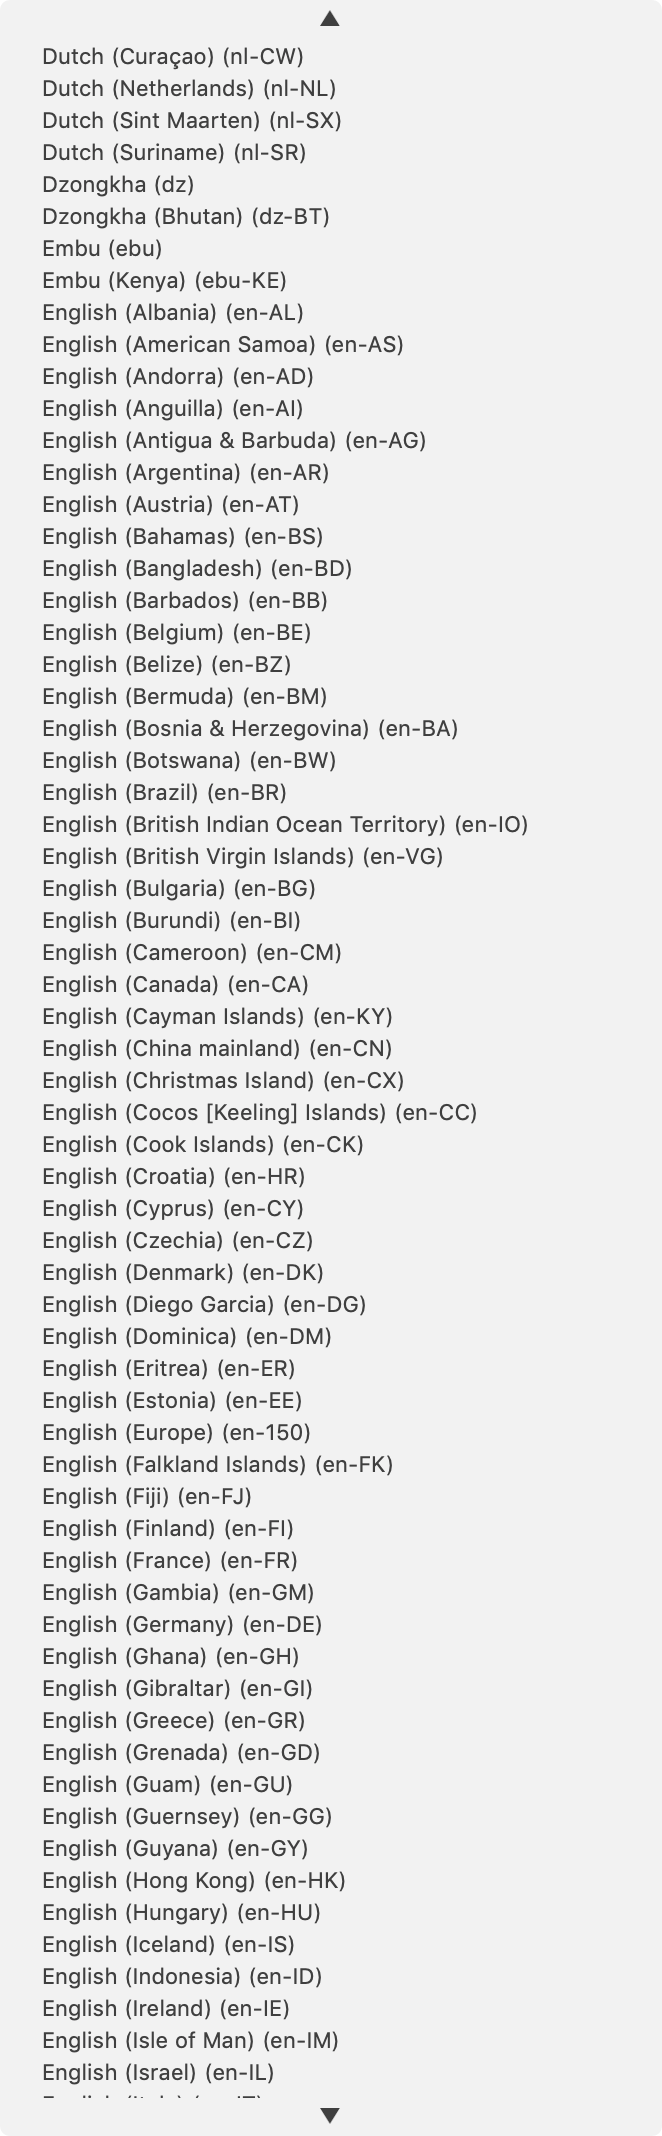 Dutch (Curaçao) (nl-CW)
Dutch (Netherlands) (nl-NL)
Dutch (Sint Maarten) (nl-SX)
Dutch (Suriname) (nl-SR)
Dzongkha (dz)
Dzongkha (Bhutan) (dz-BT)
Embu (ebu)
Embu (Kenya) (ebu-KE)
English (Albania) (en-AL)
English (American Samoa) (en-AS)
English (Andorra) (en-AD)
English (Anguilla) (en-AI)
English (Antigua & Barbuda) (en-AG)
English (Argentina) (en-AR)
English (Austria) (en-AT)
English (Bahamas) (en-BS)
English (Bangladesh) (en-BD)
English (Barbados) (en-BB)
English (Belgium) (en-BE)
English (Belize) (en-BZ)
English (Bermuda) (en-BM)
English (Bosnia & Herzegovina) (en-BA)
English (Botswana) (en-BW)
English (Brazil) (en-BR)
English (British Indian Ocean Territory) (en-IO)
English (British Virgin Islands) (en-VG)
English (Bulgaria) (en-BG)
English (Burundi) (en-BI)
English (Cameroon) (en-CM)
English (Canada) (en-CA)
English (Cayman Islands) (en-KY)
English (China mainland) (en-CN)
English (Christmas Island) (en-CX)
English (Cocos [Keeling] Islands) (en-CC)
English (Cook Islands) (en-CK)
English (Croatia) (en-HR)
English (Cyprus) (en-CY)
English (Czechia) (en-CZ)
English (Denmark) (en-DK)
English (Diego Garcia) (en-DG)
English (Dominica) (en-DM)
English (Eritrea) (en-ER)
English (Estonia) (en-EE)
English (Europe) (en-150)
English (Falkland Islands) (en-FK)
English (Fiji) (en-FJ)
English (Finland) (en-FI)
English (France) (en-FR)
English (Gambia) (en-GM)
English (Germany) (en-DE)
English (Ghana) (en-GH)
English (Gibraltar) (en-GI)
English (Greece) (en-GR)
English (Grenada) (en-GD)
English (Guam) (en-GU)
English (Guernsey) (en-GG)
English (Guyana) (en-GY)
English (Hong Kong) (en-HK)
English (Hungary) (en-HU)
English (Iceland) (en-IS)
English (Indonesia) (en-ID)
English (Ireland) (en-IE)
English (Isle of Man) (en-IM)
English (Israel) (en-IL)